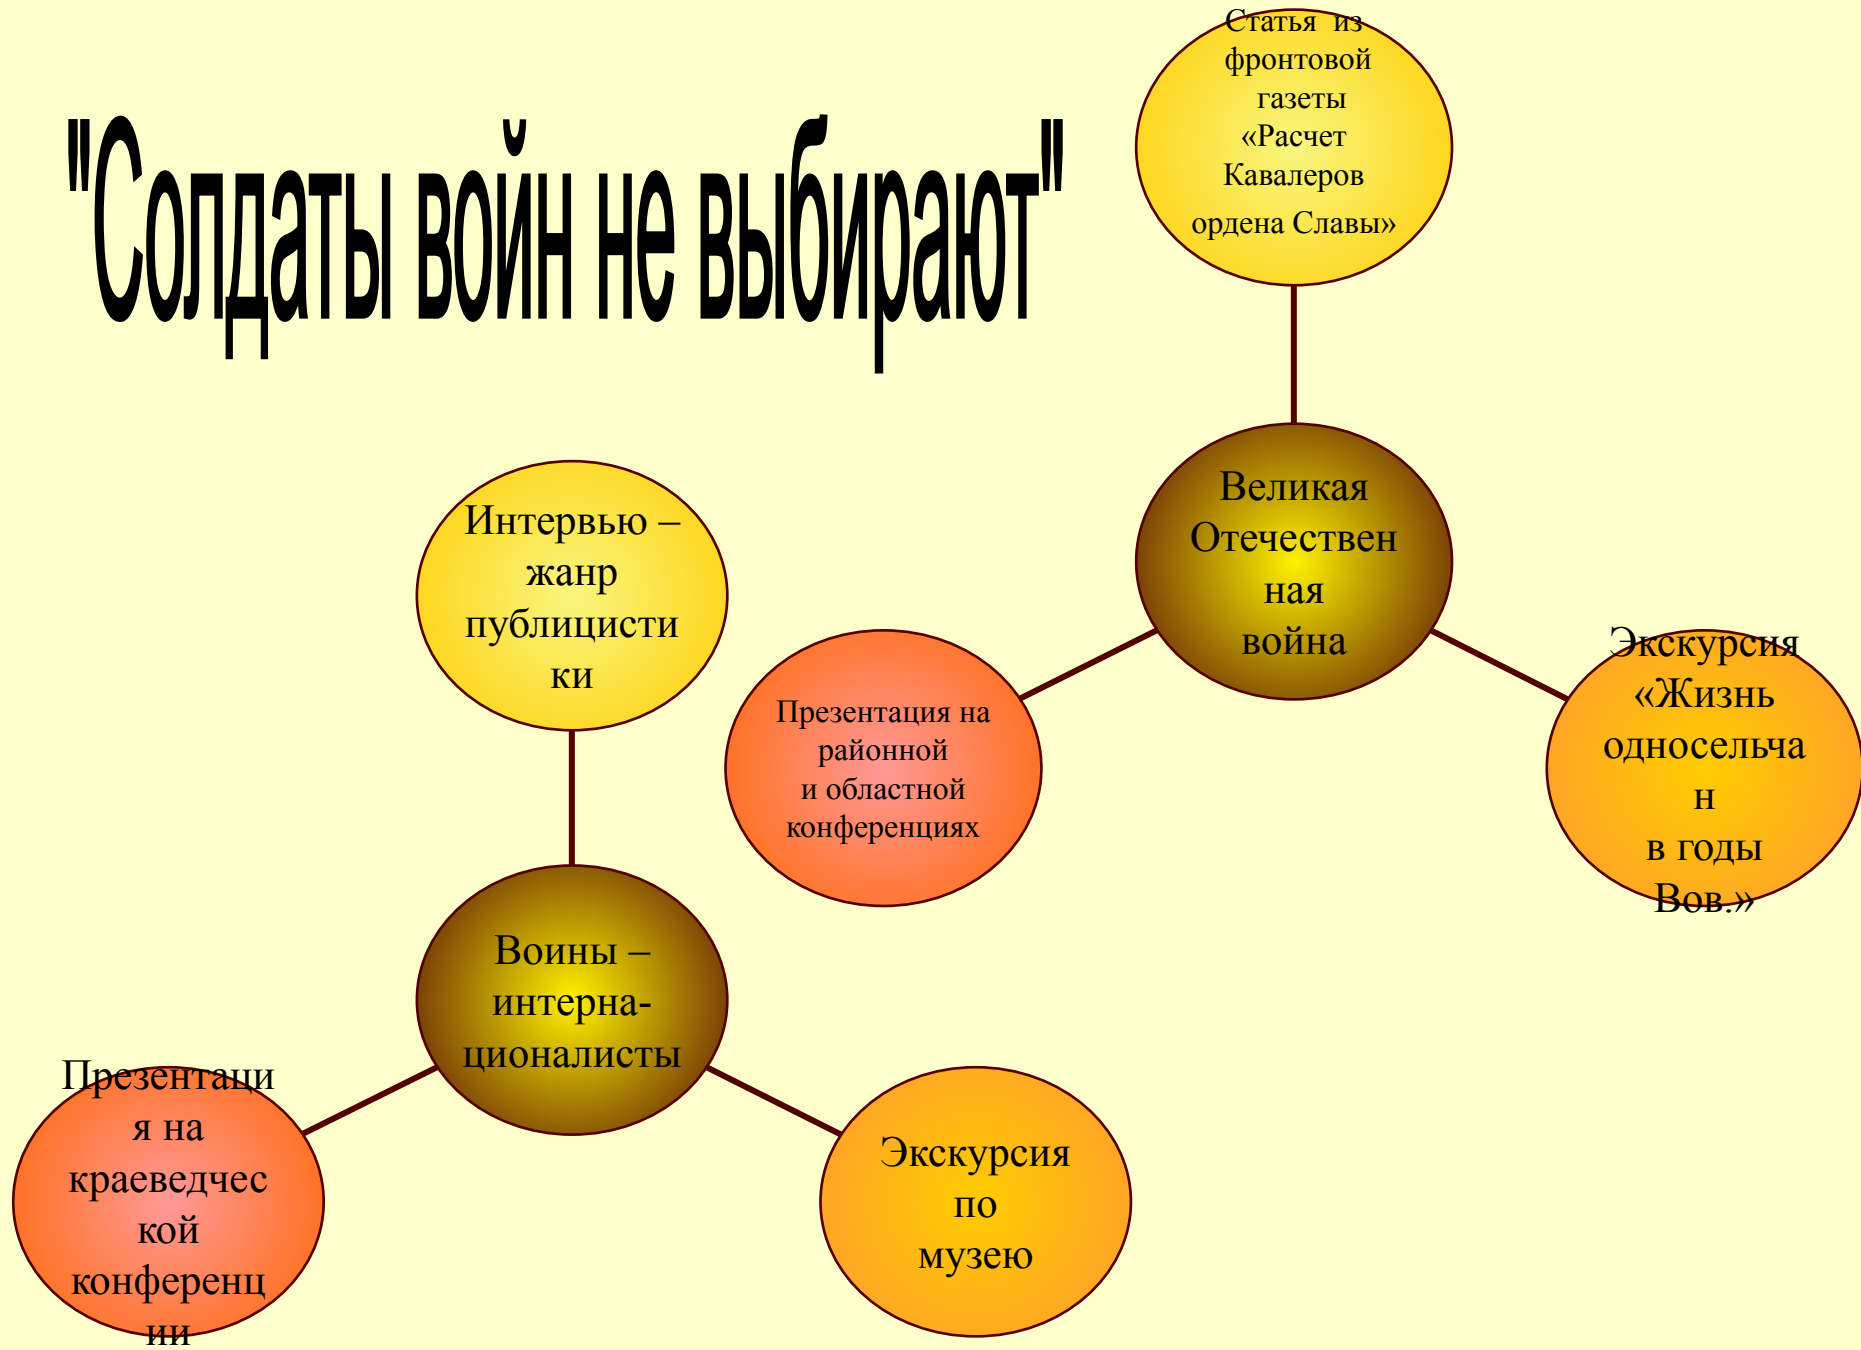 "Солдаты войн не выбирают"
Статья из
фронтовой
газеты
«Расчет
Кавалеров
ордена Славы»
Великая
Отечествен
ная
война
Презентация на
районной
и областной
конференциях
Экскурсия
«Жизнь
односельча
н
в годы
Вов.»
Интервью –
жанр
публицисти
ки
Воины –
интерна-
ционалисты
Презентаци
я на
краеведчес
кой
конференц
ии
Экскурсия
по
музею